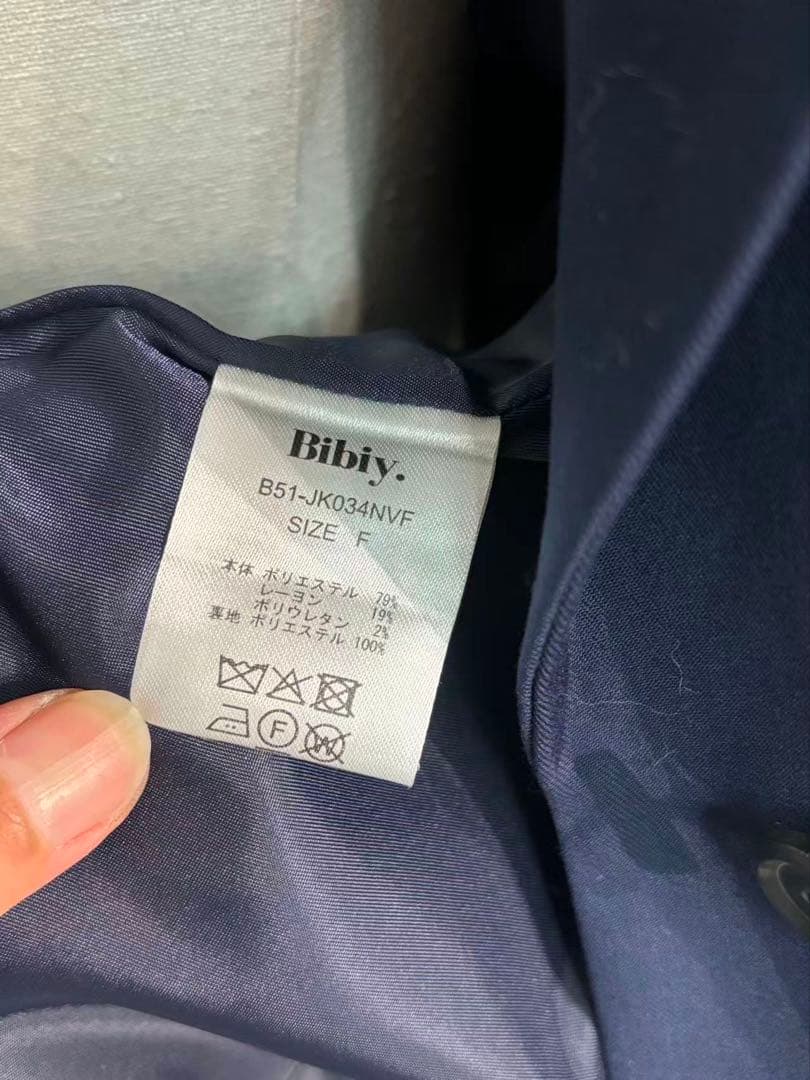 Bibiy.
B51-JK034NVF
SIZE F
本体 ポリエステル 79%
レーヨン 19%
ポリウレタン 2%
裏地 ポリエステル 100%
F
W